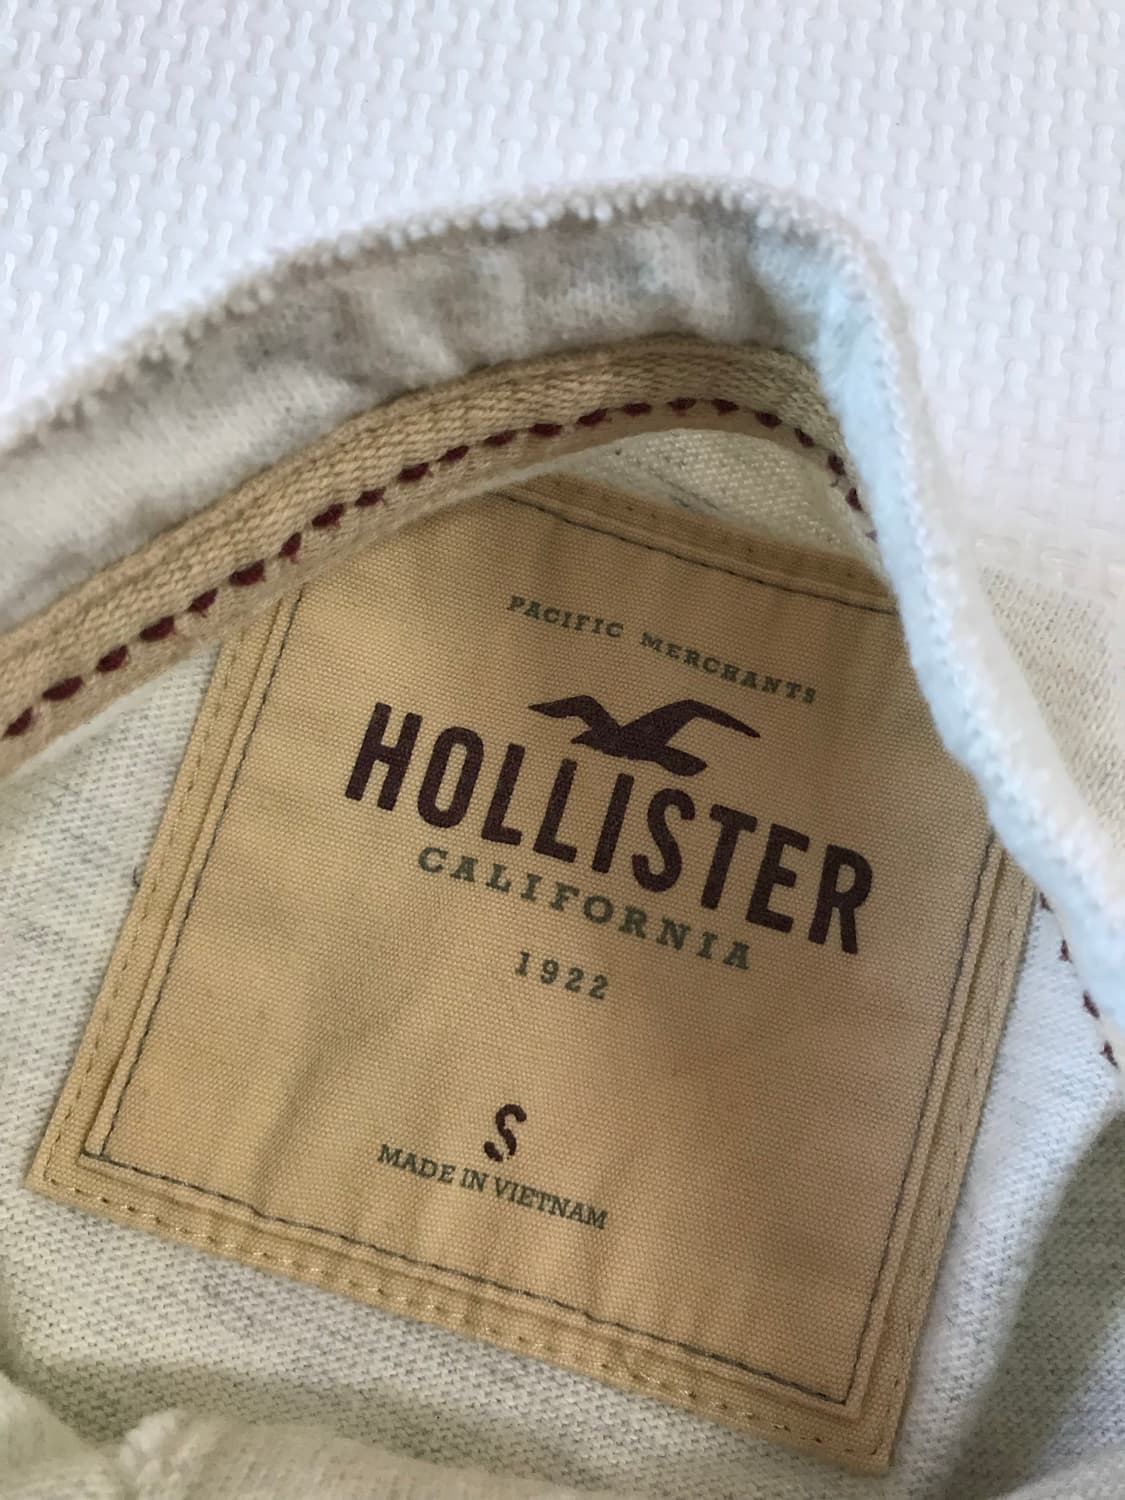 PACIFIC MERCHANTS
HOLLISTER
CALIFORNIA
1922
S
MADE IN VIETNAM